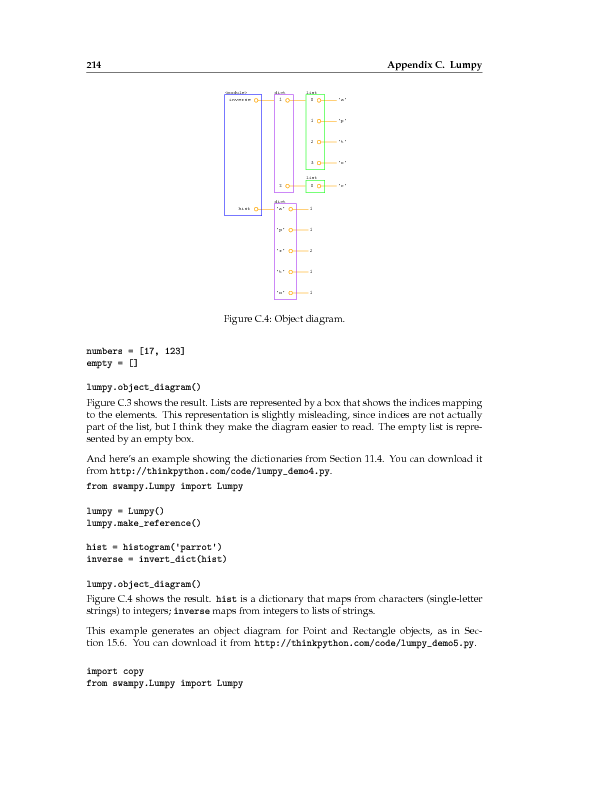 214
Appendix C. Lumpy
<module>
dict
list
inverse
1
0
'a'
1
'p'
2
'h'
3
list
0
hist
dict
1
1
2
1
1
Figure C.4: Object diagram.
numbers = [17, 123]
empty = []
lumpy.object_diagram()
Figure C.3 shows the result. Lists are represented by a box that shows the indices mapping
to the elements. This representation is slightly misleading, since indices are not actually
part of the list, but I think they make the diagram easier to read. The empty list is repre-
sented by an empty box.
And here's an example showing the dictionaries from Section 11.4. You can download it
from http://thinkpython.com/code/lumpy_demo4.py.
from swampy.Lumpy import Lumpy
lumpy = Lumpy()
lumpy.make_reference()
hist = histogram('parrot')
inverse = invert_dict(hist)
lumpy.object_diagram()
Figure C.4 shows the result. hist is a dictionary that maps from characters (single-letter
strings) to integers; inverse maps from integers to lists of strings.
This example generates an object diagram for Point and Rectangle objects, as in Sec-
tion 15.6. You can download it from http://thinkpython.com/code/lumpy_demo5.py.
import copy
from swampy.Lumpy import Lumpy